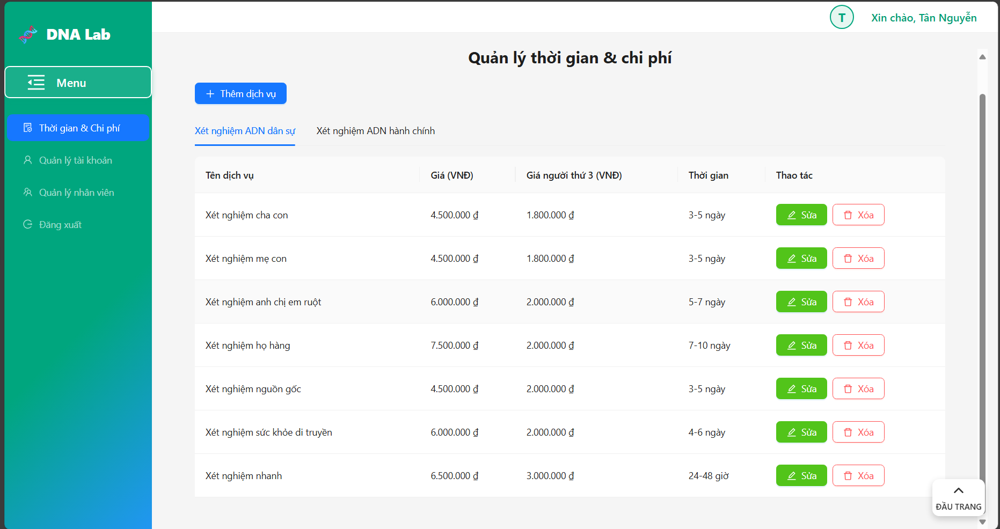 DNA Lab
T
Xin chào, Tân Nguyễn
Menu
Thời gian & Chi phí
Quản lý tài khoản
Quản lý nhân viên
Đăng xuất
Quản lý thời gian & chi phí
Thêm dịch vụ
Xét nghiệm ADN dân sự Xét nghiệm ADN hành chính
Tên dịch vụ Giá (VNĐ) Giá người thứ 3 (VNĐ) Thời gian Thao tác
Xét nghiệm cha con 4.500.000 ₫ 1.800.000 ₫ 3-5 ngày Sửa Xóa
Xét nghiệm mẹ con 4.500.000 ₫ 1.800.000 ₫ 3-5 ngày Sửa Xóa
Xét nghiệm anh chị em ruột 6.000.000 ₫ 2.000.000 ₫ 5-7 ngày Sửa Xóa
Xét nghiệm họ hàng 7.500.000 ₫ 2.000.000 ₫ 7-10 ngày Sửa Xóa
Xét nghiệm nguồn gốc 4.500.000 ₫ 2.000.000 ₫ 3-5 ngày Sửa Xóa
Xét nghiệm sức khỏe di truyền 6.000.000 ₫ 2.000.000 ₫ 4-6 ngày Sửa Xóa
Xét nghiệm nhanh 6.500.000 ₫ 3.000.000 ₫ 24-48 giờ Sửa Xóa
ĐẦU TRANG